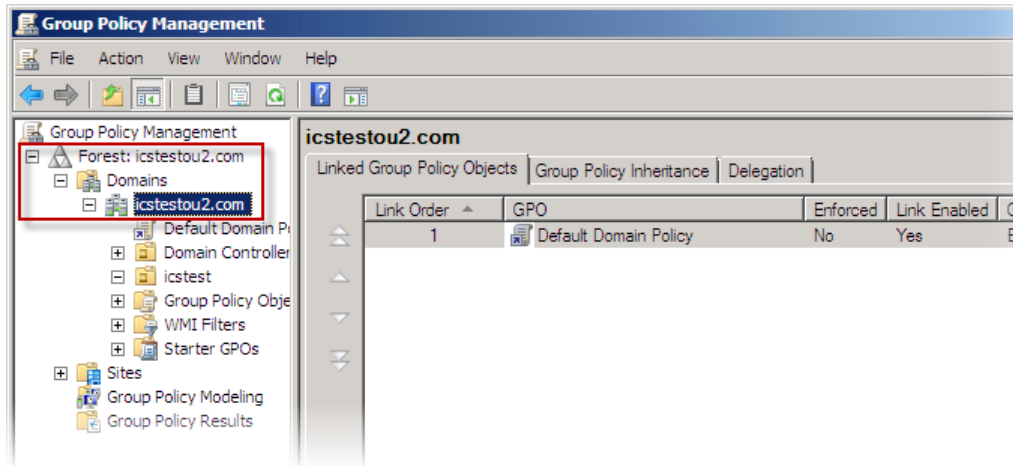 Group Policy Management
File Action View Window Help
Group Policy Management
Forest: icstestou2.com
Domains
icstestou2.com
Default Domain
Domain Controller
icstest
Group Policy Obje
WMI Filters
Starter GPOs
Sites
Group Policy Modeling
Group Policy Results
icstestou2.com
Linked Group Policy Objects Group Policy Inheritance Delegation
Link Order GPO Enforced Link Enabled
1 Default Domain Policy No Yes